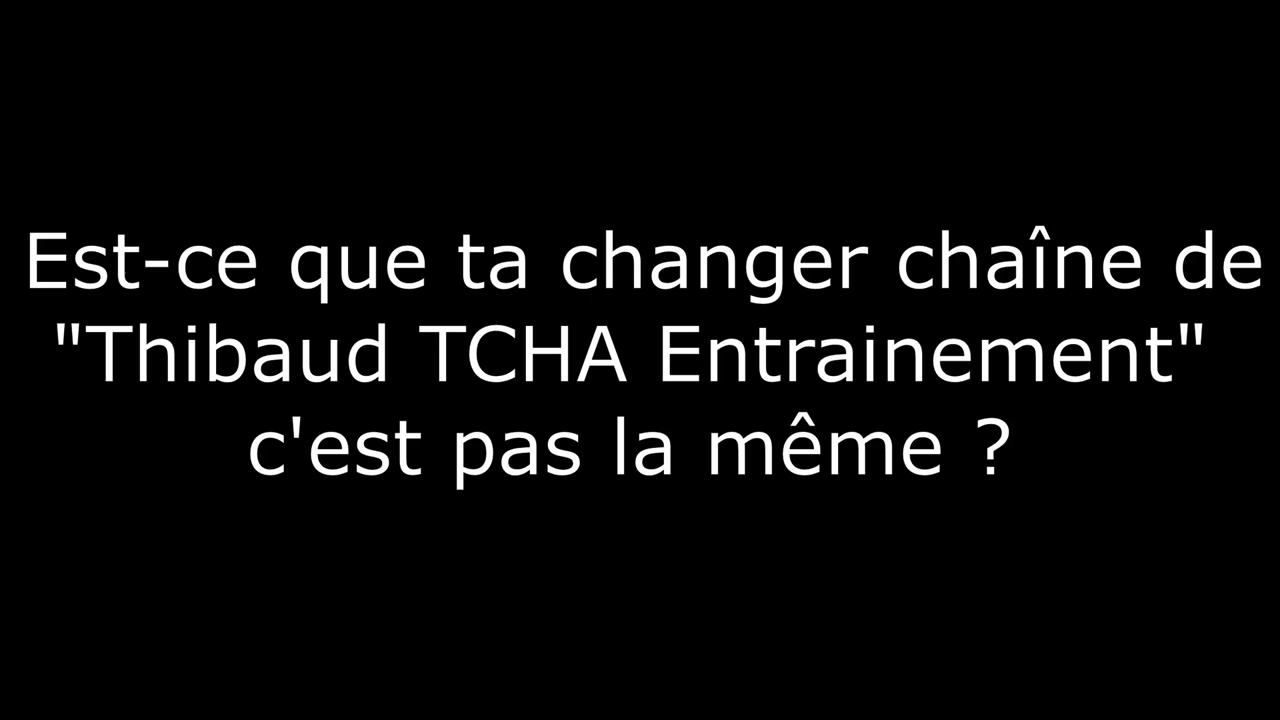 Est-ce que ta changer chaîne de
"Thibaud TCHA Entrainement"
c'est pas la même ?